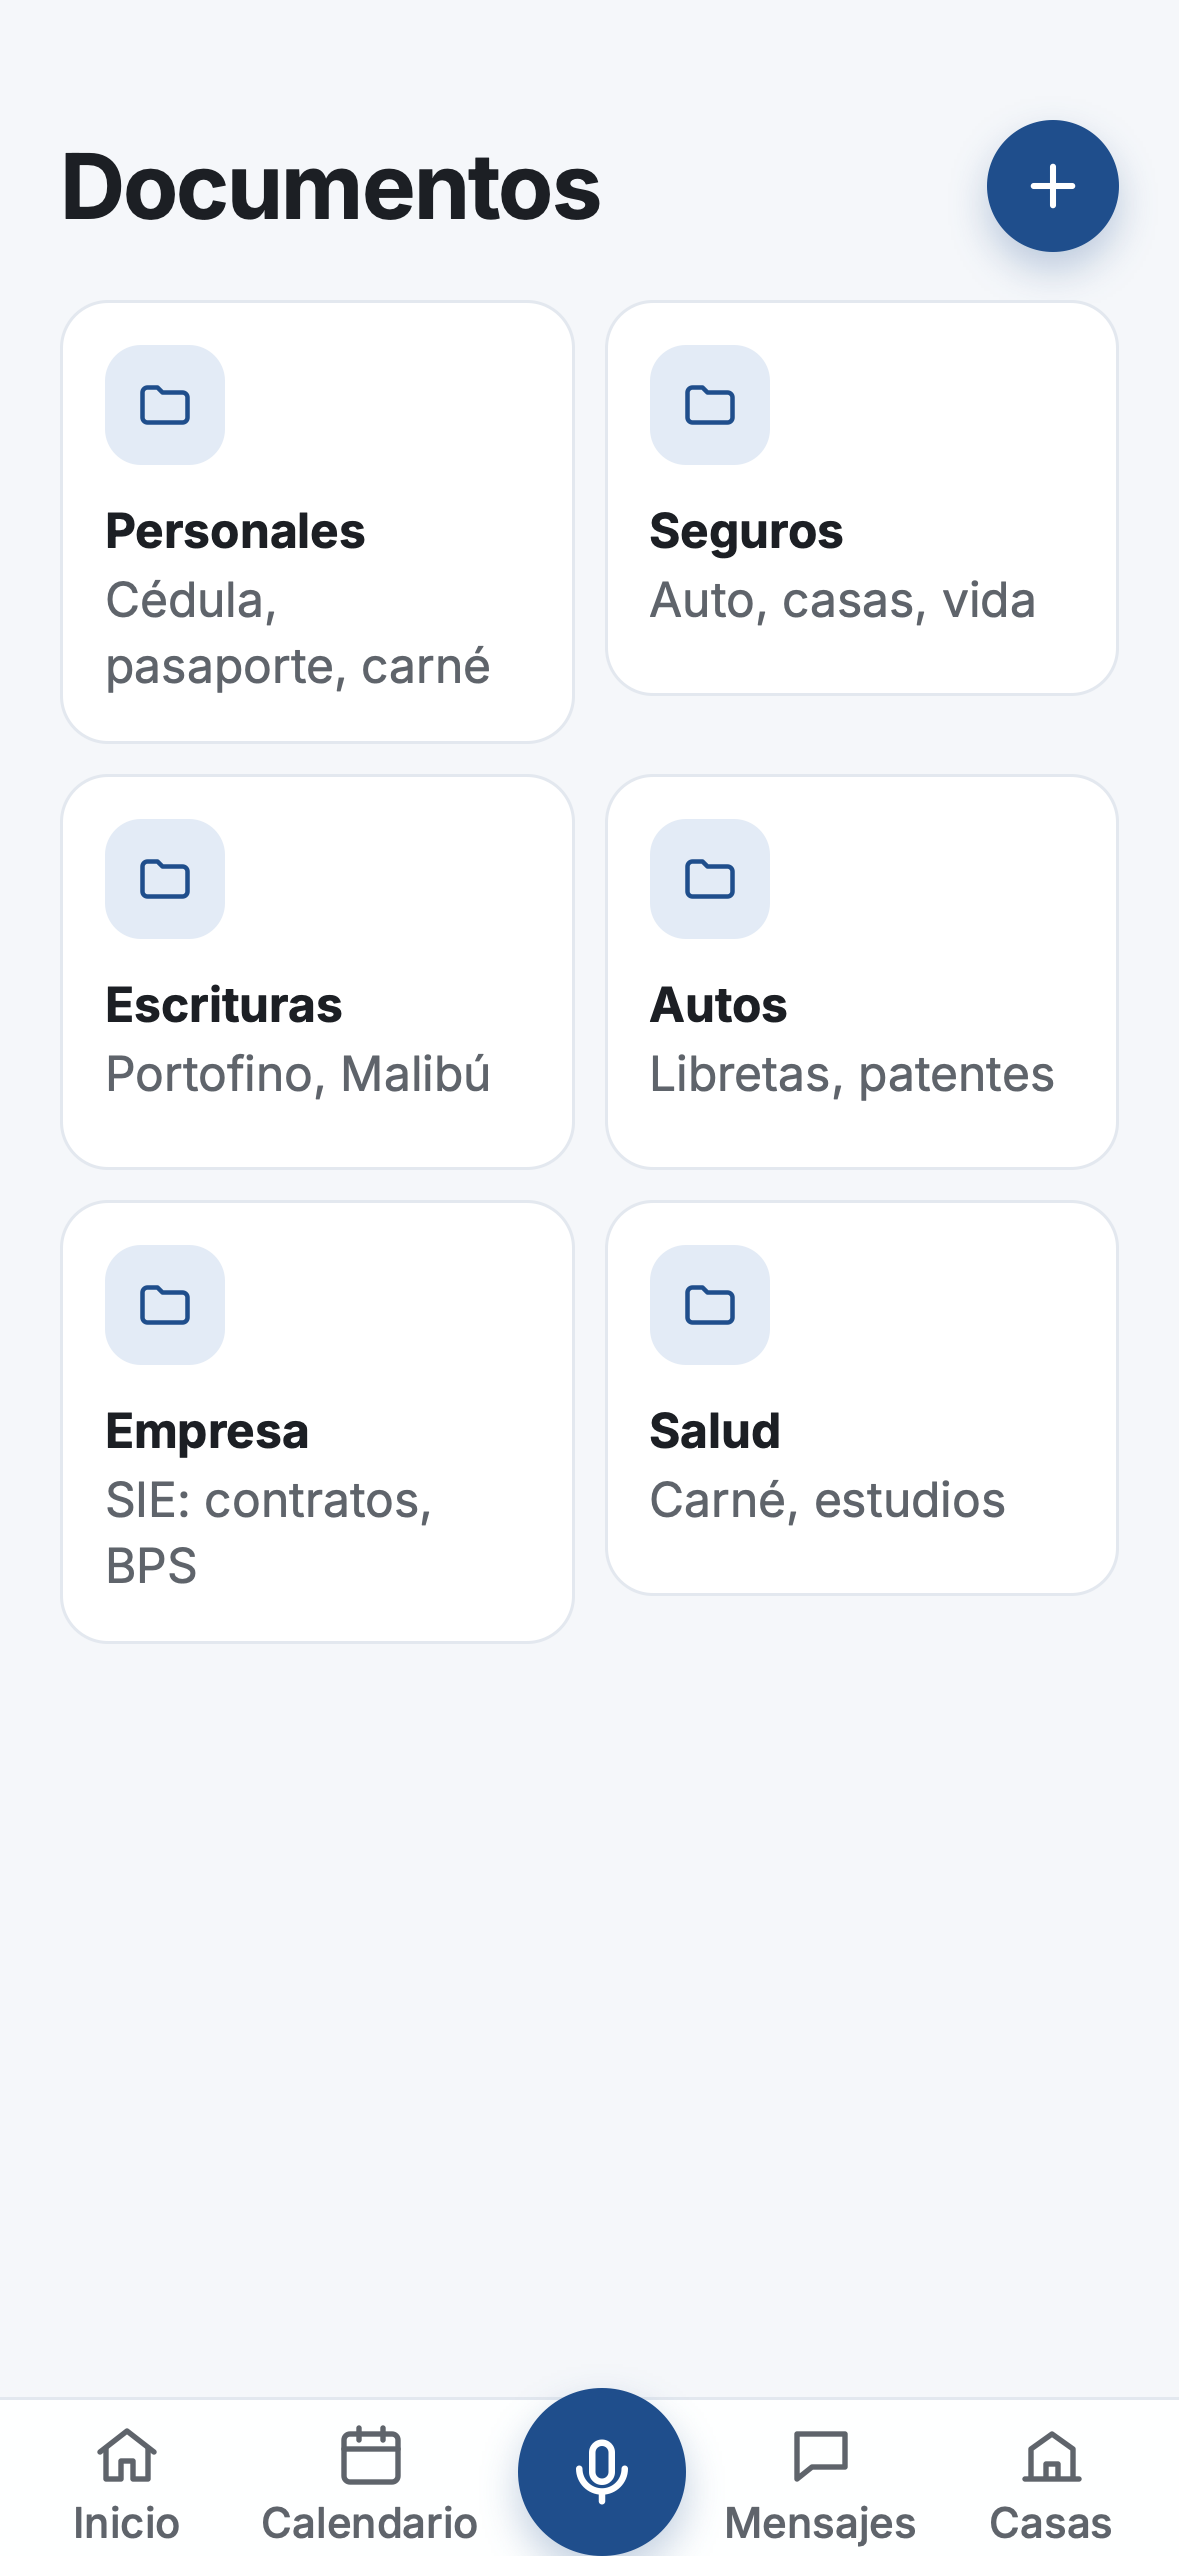 Documentos
Personales
Cédula,
pasaporte, carné
Seguros
Auto, casas, vida
Escrituras
Portofino, Malibú
Autos
Libretas, patentes
Empresa
SIE: contratos,
BPS
Salud
Carné, estudios
Inicio
Calendario
Mensajes
Casas